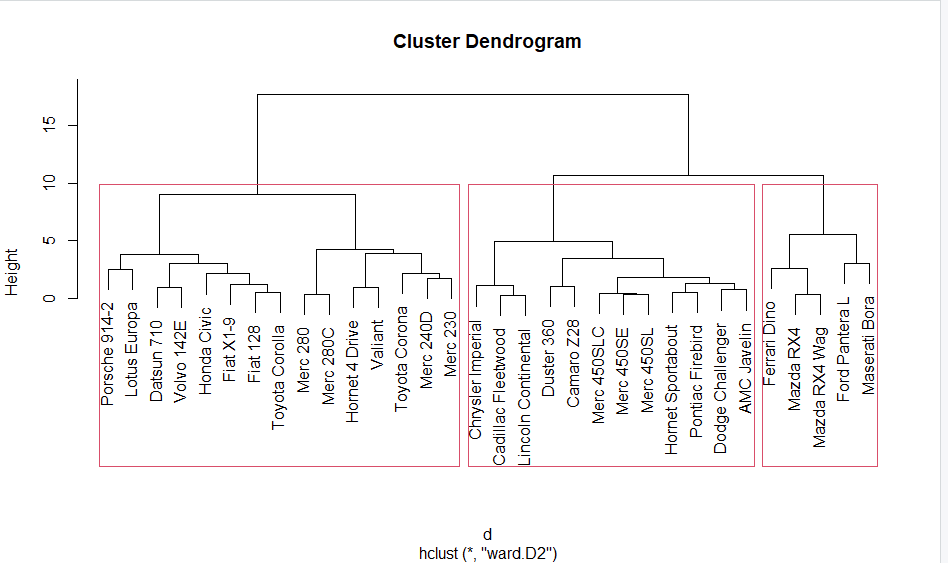 Cluster Dendrogram
Height
15
10
5
0
Porsche 914-2
Lotus Europa
Datsun 710
Volvo 142E
Honda Civic
Fiat X1-9
Fiat 128
Toyota Corolla
Merc 280
Merc 280C
Hornet 4 Drive
Valiant
Toyota Corona
Merc 240D
Merc 230
Chrysler Imperial
Cadillac Fleetwood
Lincoln Continental
Duster 360
Camaro Z28
Merc 450SLC
Merc 450SE
Merc 450SL
Hornet Sportabout
Pontiac Firebird
Dodge Challenger
AMC Javelin
Ferrari Dino
Mazda RX4
Mazda RX4 Wag
Ford Pantera L
Maserati Bora
d
hclust (*, "ward.D2")